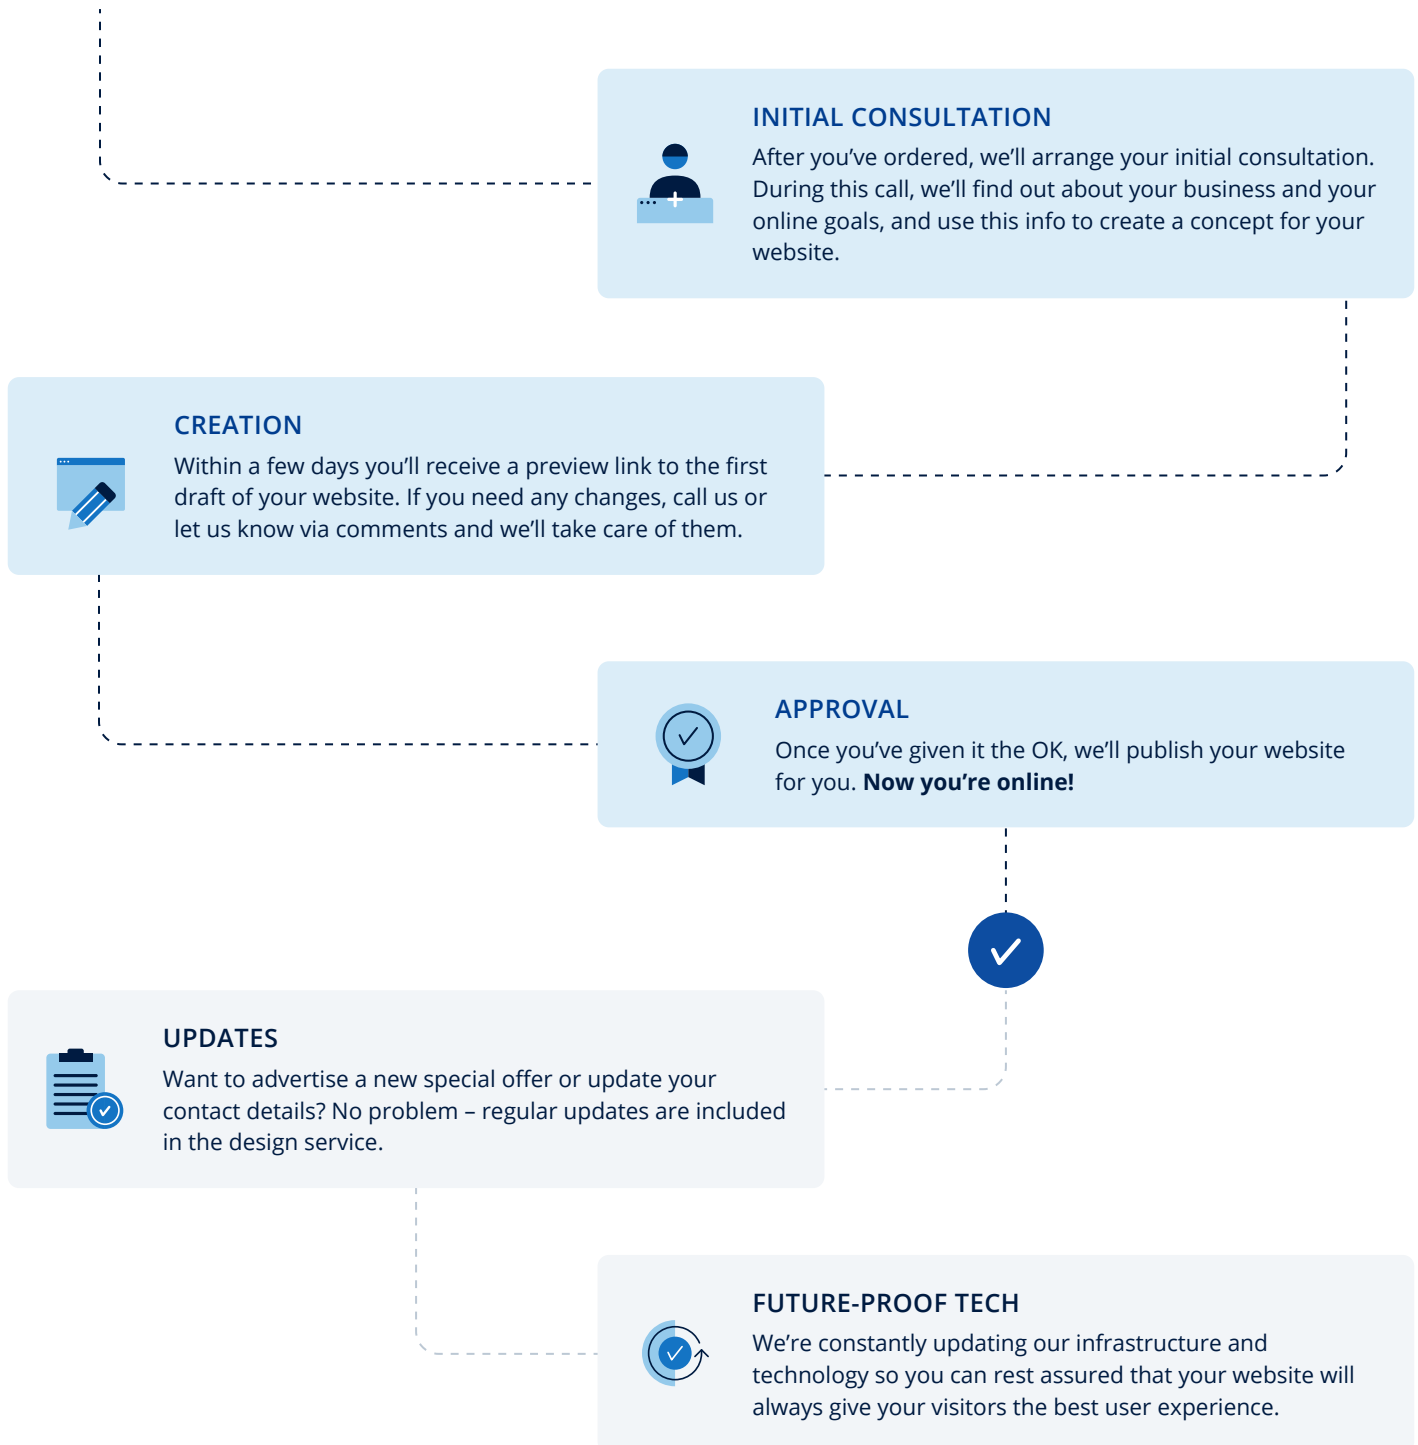 INITIAL CONSULTATION
After you’ve ordered, we’ll arrange your initial consultation.
During this call, we’ll find out about your business and your
online goals, and use this info to create a concept for your
website.
CREATION
Within a few days you’ll receive a preview link to the first
draft of your website. If you need any changes, call us or
let us know via comments and we’ll take care of them.
APPROVAL
Once you’ve given it the OK, we’ll publish your website
for you. Now you’re online!
UPDATES
Want to advertise a new special offer or update your
contact details? No problem – regular updates are included
in the design service.
FUTURE-PROOF TECH
We’re constantly updating our infrastructure and
technology so you can rest assured that your website will
always give your visitors the best user experience.